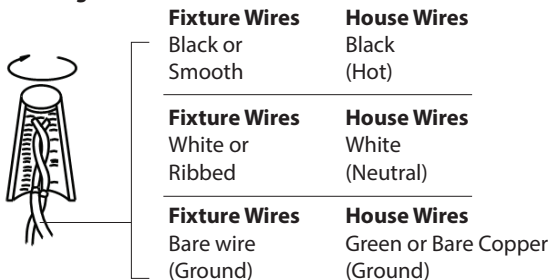 Fixture Wires House Wires
Black or Black
Smooth (Hot)
Fixture Wires House Wires
White or White
Ribbed (Neutral)
Fixture Wires House Wires
Bare wire Green or Bare Copper
(Ground) (Ground)